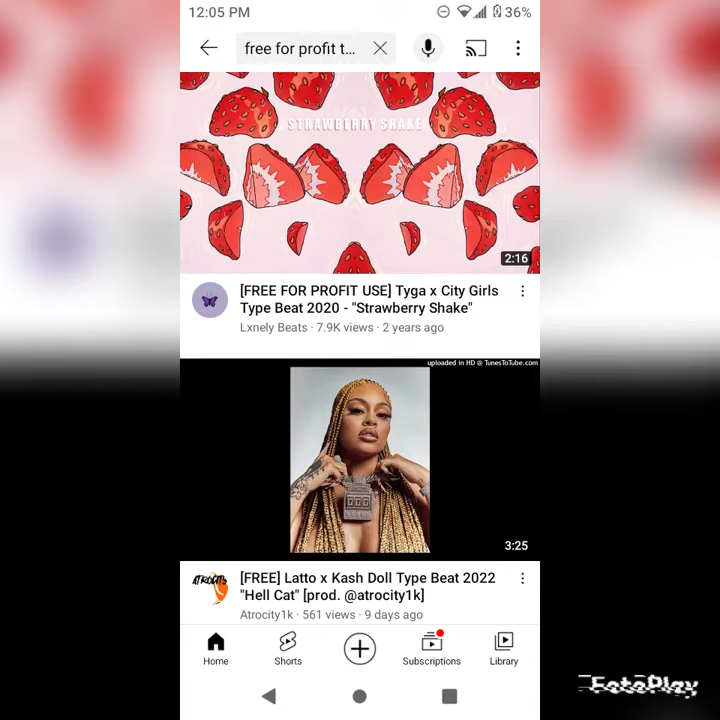 12:05 PM
36%
free for profit t...
STRAWBERRY SHAKE
2:16
[FREE FOR PROFIT USE] Tyga x City Girls
Type Beat 2020 - "Strawberry Shake"
Lxnely Beats · 7.9K views · 2 years ago
uploaded in HD @ TunesToTube.com
3:25
ATROCITY
[FREE] Latto x Kash Doll Type Beat 2022
"Hell Cat" [prod. @atrocity1k]
Atrocity1k · 561 views · 9 days ago
Home
Shorts
Subscriptions
Library